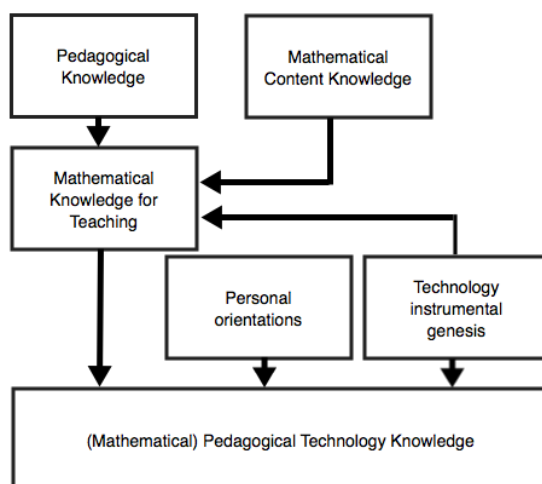 Pedagogical
Knowledge
Mathematical
Content Knowledge
Mathematical
Knowledge for
Teaching
Personal
orientations
Technology
instrumental
genesis
(Mathematical) Pedagogical Technology Knowledge